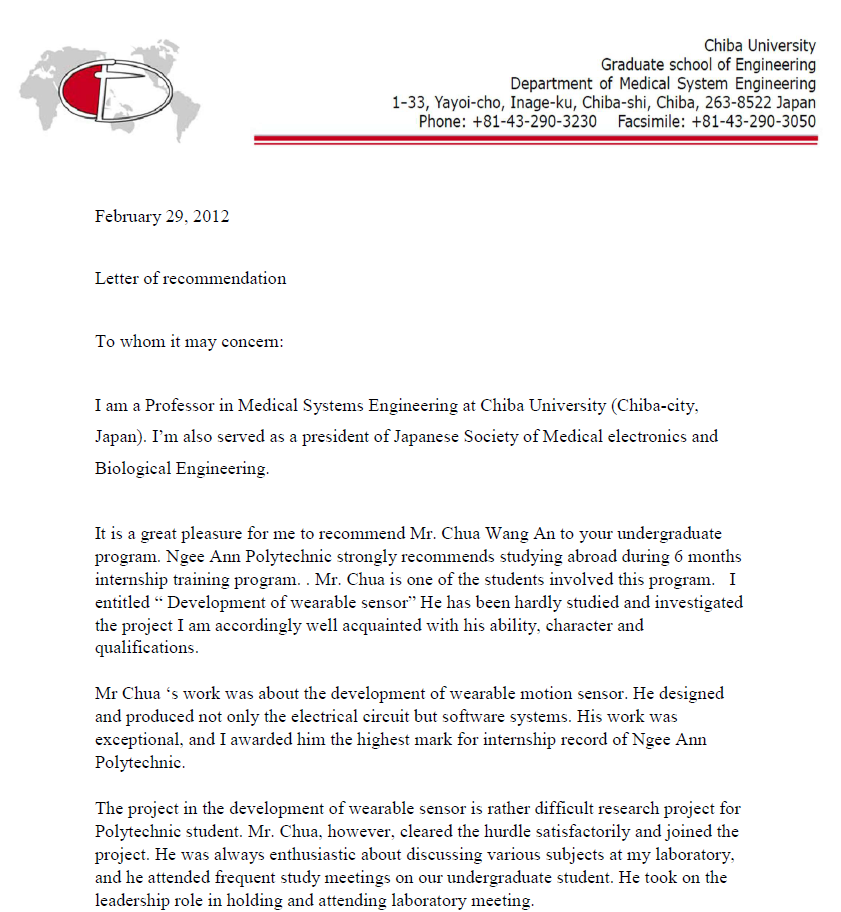 Chiba University
Graduate school of Engineering
Department of Medical System Engineering
1-33, Yayoi-cho, Inage-ku, Chiba-shi, Chiba, 263-8522 Japan
Phone: +81-43-290-3230 Facsimile: +81-43-290-3050
February 29, 2012
Letter of recommendation
To whom it may concern:
I am a Professor in Medical Systems Engineering at Chiba University (Chiba-city,
Japan). I’m also served as a president of Japanese Society of Medical electronics and
Biological Engineering.
It is a great pleasure for me to recommend Mr. Chua Wang An to your undergraduate
program. Ngee Ann Polytechnic strongly recommends studying abroad during 6 months
internship training program. . Mr. Chua is one of the students involved this program. I
entitled “ Development of wearable sensor” He has been hardly studied and investigated
the project I am accordingly well acquainted with his ability, character and
qualifications.
Mr Chua ‘s work was about the development of wearable motion sensor. He designed
and produced not only the electrical circuit but software systems. His work was
exceptional, and I awarded him the highest mark for internship record of Ngee Ann
Polytechnic.
The project in the development of wearable sensor is rather difficult research project for
Polytechnic student. Mr. Chua, however, cleared the hurdle satisfactorily and joined the
project. He was always enthusiastic about discussing various subjects at my laboratory,
and he attended frequent study meetings on our undergraduate student. He took on the
leadership role in holding and attending laboratory meeting.